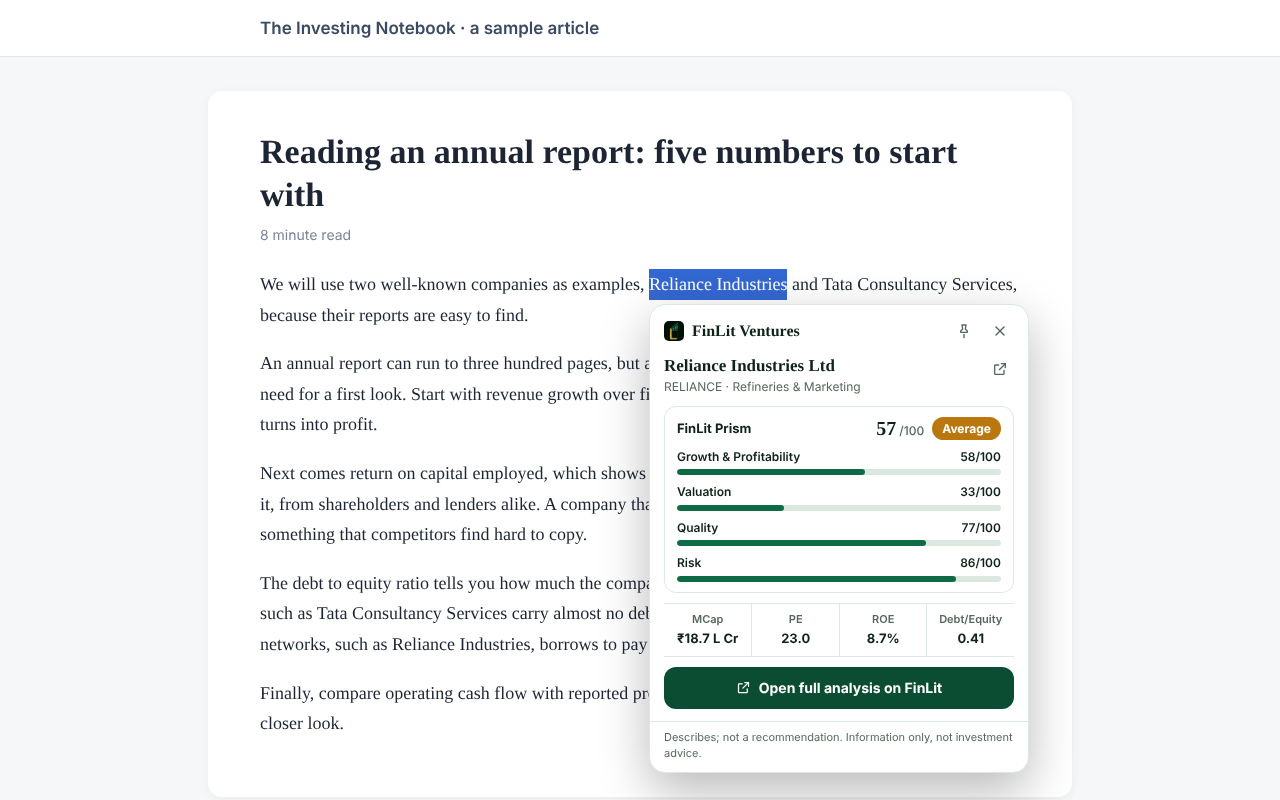 The Investing Notebook · a sample article
Reading an annual report: five numbers to start
with
8 minute read
We will use two well-known companies as examples, Reliance Industries and Tata Consultancy Services,
because their reports are easy to find.
An annual report can run to three hundred pages, but
need for a first look. Start with revenue growth over
turns into profit.
Next comes return on capital employed, which shows
it, from shareholders and lenders alike. A company
something that competitors find hard to copy.
The debt to equity ratio tells you how much the
such as Tata Consultancy Services carry almost no
networks, such as Reliance Industries, borrows to pay
Finally, compare operating cash flow with reported
closer look.
FinLit Ventures
Reliance Industries Ltd
RELIANCE · Refineries & Marketing
FinLit Prism 57 /100 Average
Growth & Profitability 58/100
Valuation 33/100
Quality 77/100
Risk 86/100
MCap PE ROE Debt/Equity
₹18.7 L Cr 23.0 8.7% 0.41
Open full analysis on FinLit
Describes; not a recommendation. Information only, not investment
advice.